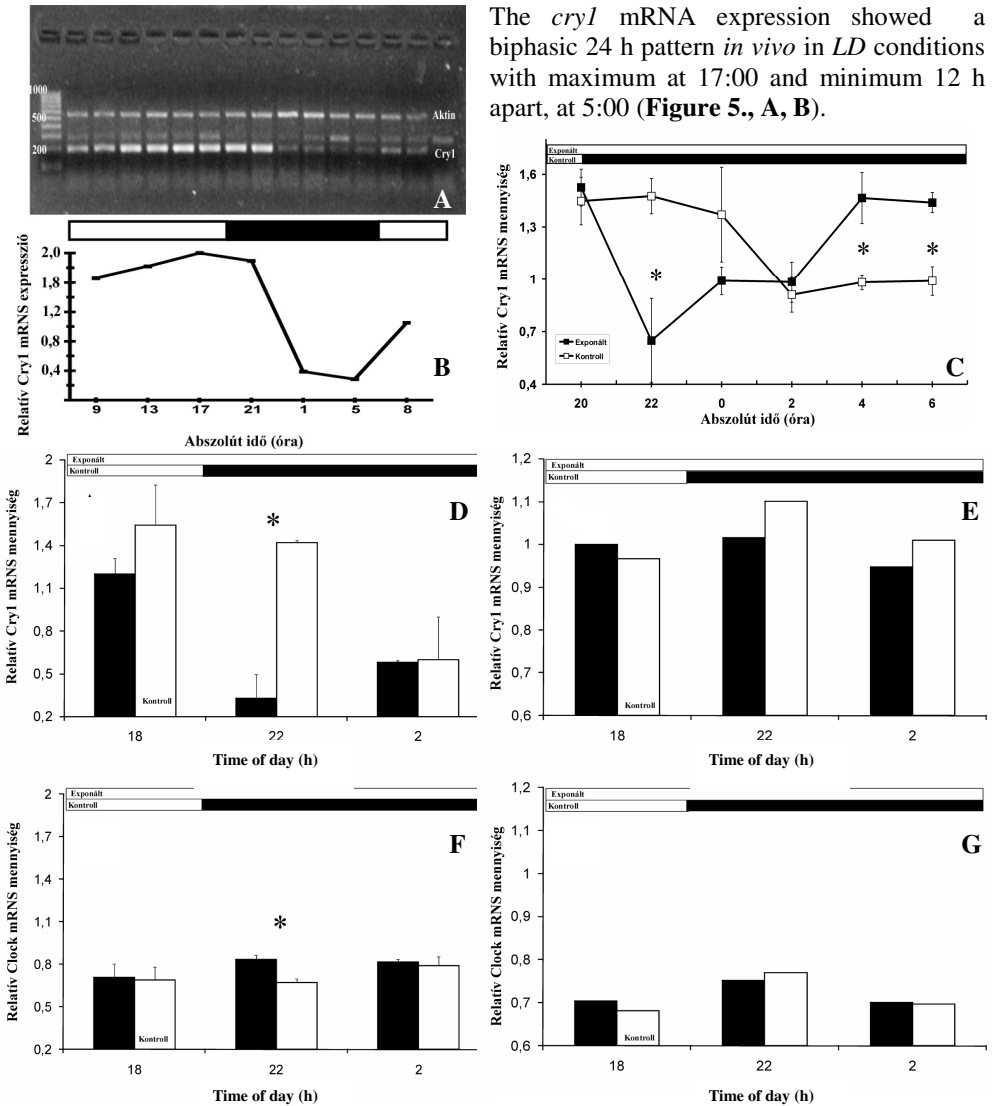 The cry1 mRNA expression showed a
biphasic 24 h pattern in vivo in LD conditions
with maximum at 17:00 and minimum 12 h
apart, at 5:00 (Figure 5., A, B).
1000
500
200
Aktin
Cry1
A
Relatív Cry1 mRNS expresszió
2,0
1,8
1,2
0,8
0,4
B
9 13 17 21 1 5 8
Abszolút idő (óra)
Exponált
Kontroll
Relatív Cry1 mRNS mennyiség
1,6
1,3
1
0,7
0,4
* * *
Exponált
Kontroll
C
20 22 0 2 4 6
Abszolút idő (óra)
Exponált
Kontroll
Relatív Cry1 mRNS mennyiség
2
1,7
1,4
1,1
0,8
0,5
0,2
*
D
Kontroll
18 22 2
Time of day (h)
Exponált
Kontroll
Relatív Cry1 mRNS mennyiség
1,2
1,1
1
0,9
0,8
0,7
0,6
E
Kontroll
18 22 2
Time of day (h)
Exponált
Kontroll
Relatív Clock mRNS mennyiség
2
1,7
1,4
1,1
0,8
0,5
0,2
*
F
Kontroll
18 22 2
Time of day (h)
Exponált
Kontroll
Relatív Clock mRNS mennyiség
1,2
1,1
1
0,9
0,8
0,7
0,6
G
Kontroll
18 22 2
Time of day (h)